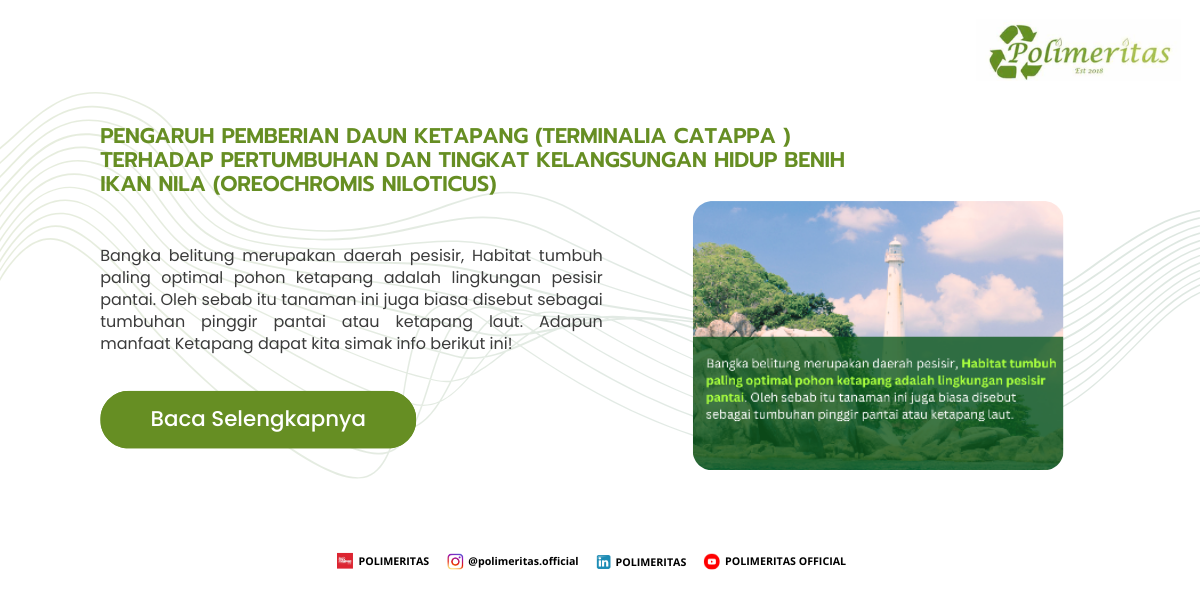 Polimeritas
Est 2018
PENGARUH PEMBERIAN DAUN KETAPANG (TERMINALIA CATAPPA )
TERHADAP PERTUMBUHAN DAN TINGKAT KELANGSUNGAN HIDUP BENIH
IKAN NILA (OREOCHROMIS NILOTICUS)
Bangka belitung merupakan daerah pesisir, Habitat tumbuh
paling optimal pohon ketapang adalah lingkungan pesisir
pantai. Oleh sebab itu tanaman ini juga biasa disebut sebagai
tumbuhan pinggir pantai atau ketapang laut. Adapun
manfaat Ketapang dapat kita simak info berikut ini!
Baca Selengkapnya
Bangka belitung merupakan daerah pesisir, Habitat tumbuh
paling optimal pohon ketapang adalah lingkungan pesisir
pantai. Oleh sebab itu tanaman ini juga biasa disebut
sebagai tumbuhan pinggir pantai atau ketapang laut.
POLIMERITAS
@polimeritas.official
POLIMERITAS
POLIMERITAS OFFICIAL